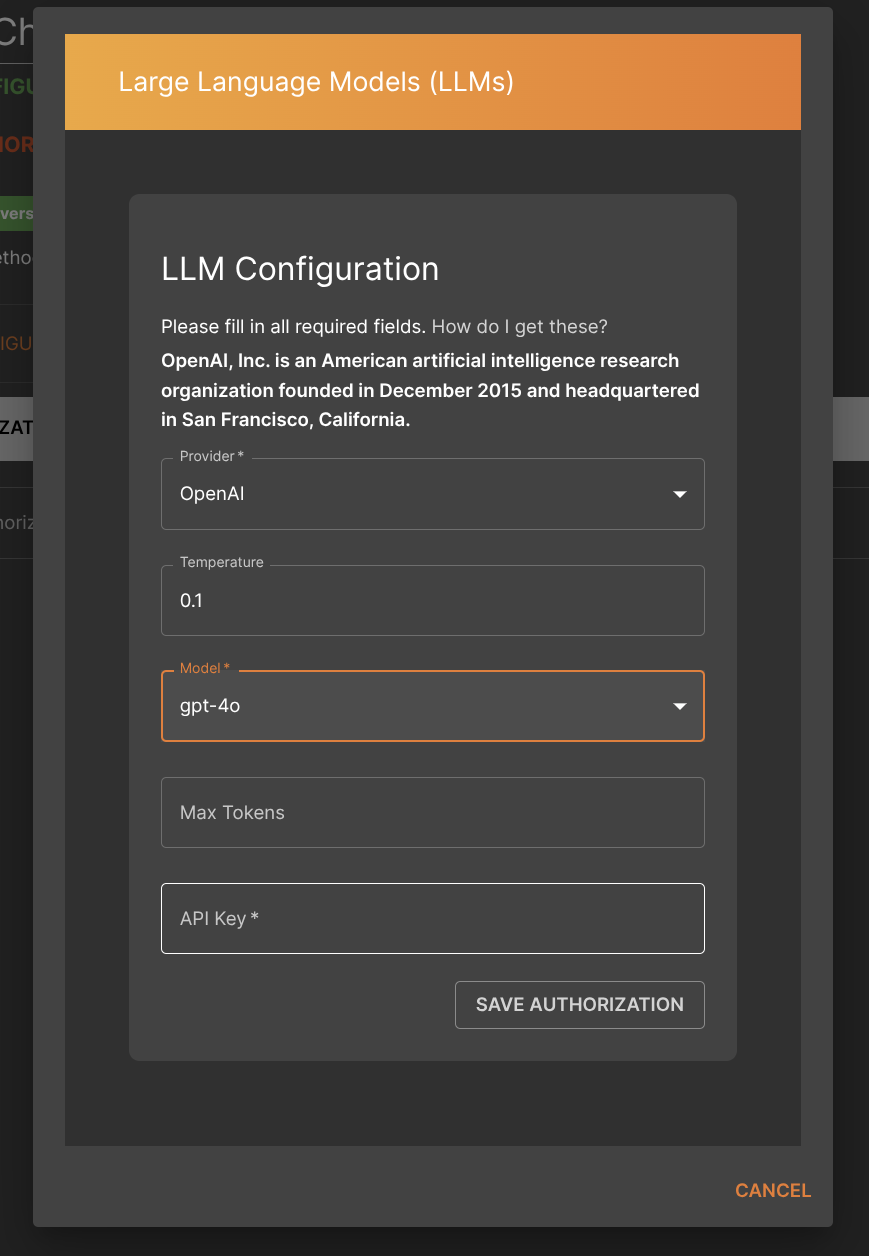 Ch
FIGU
IOR
vers
etho
IGU
ZAT
horiz
Large Language Models (LLMs)
LLM Configuration
Please fill in all required fields. How do I get these?
OpenAI, Inc. is an American artificial intelligence research
organization founded in December 2015 and headquartered
in San Francisco, California.
Provider *
OpenAI
Temperature
0.1
Model *
gpt-4o
Max Tokens
API Key *
SAVE AUTHORIZATION
CANCEL